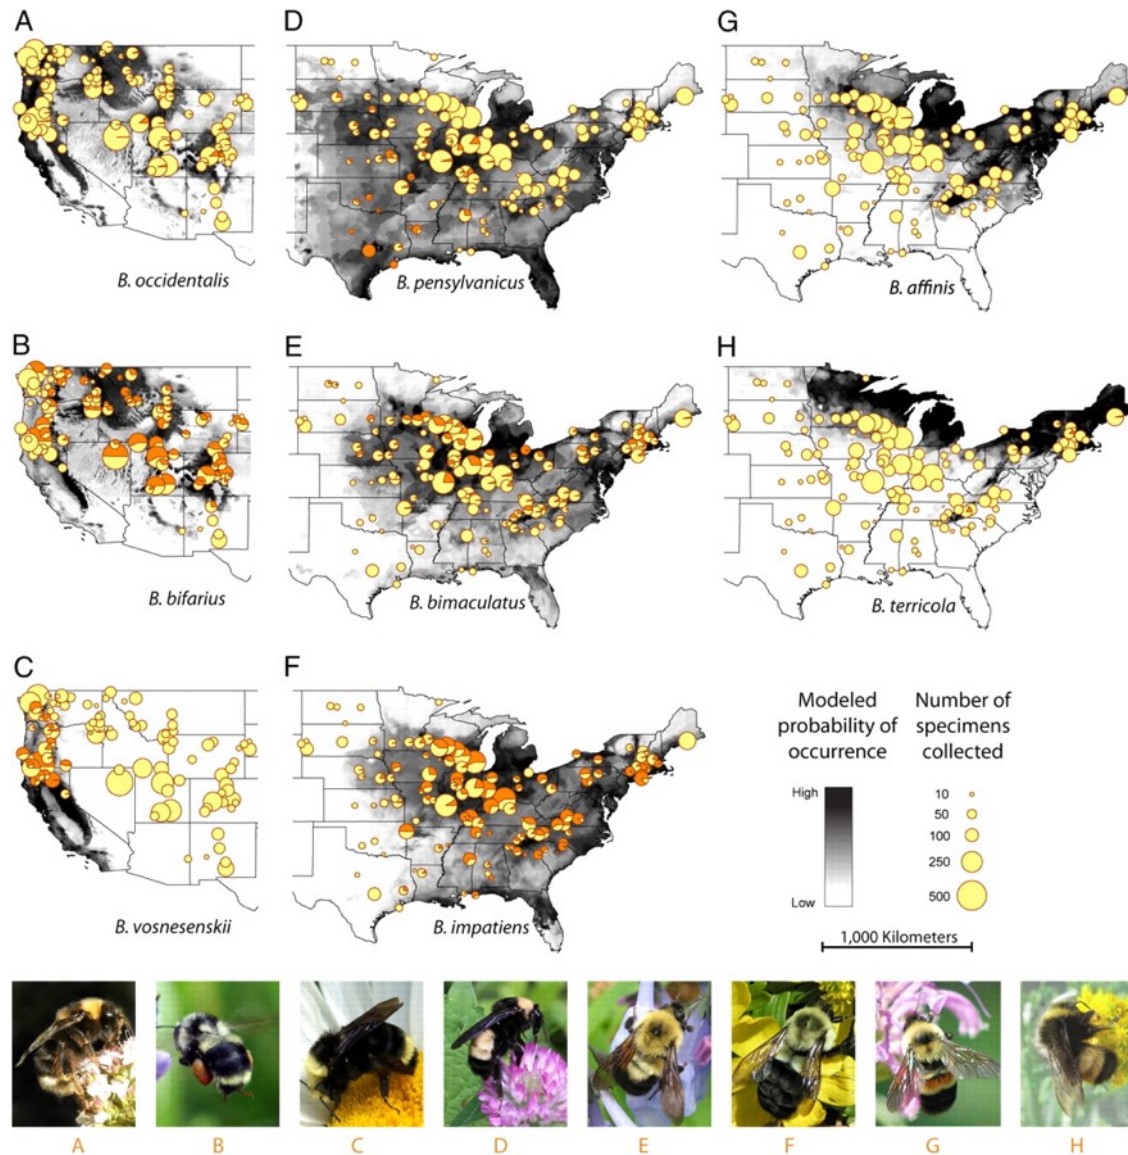 A
B. occidentalis
D
B. pensylvanicus
G
B. affinis
B
B. bifarius
E
B. bimaculatus
H
B. terricola
C
B. vosnesenskii
F
B. impatiens
Modeled
probability of
occurrence
High
Low
Number of
specimens
collected
10
50
100
250
500
1,000 Kilometers
A
B
C
D
E
F
G
H